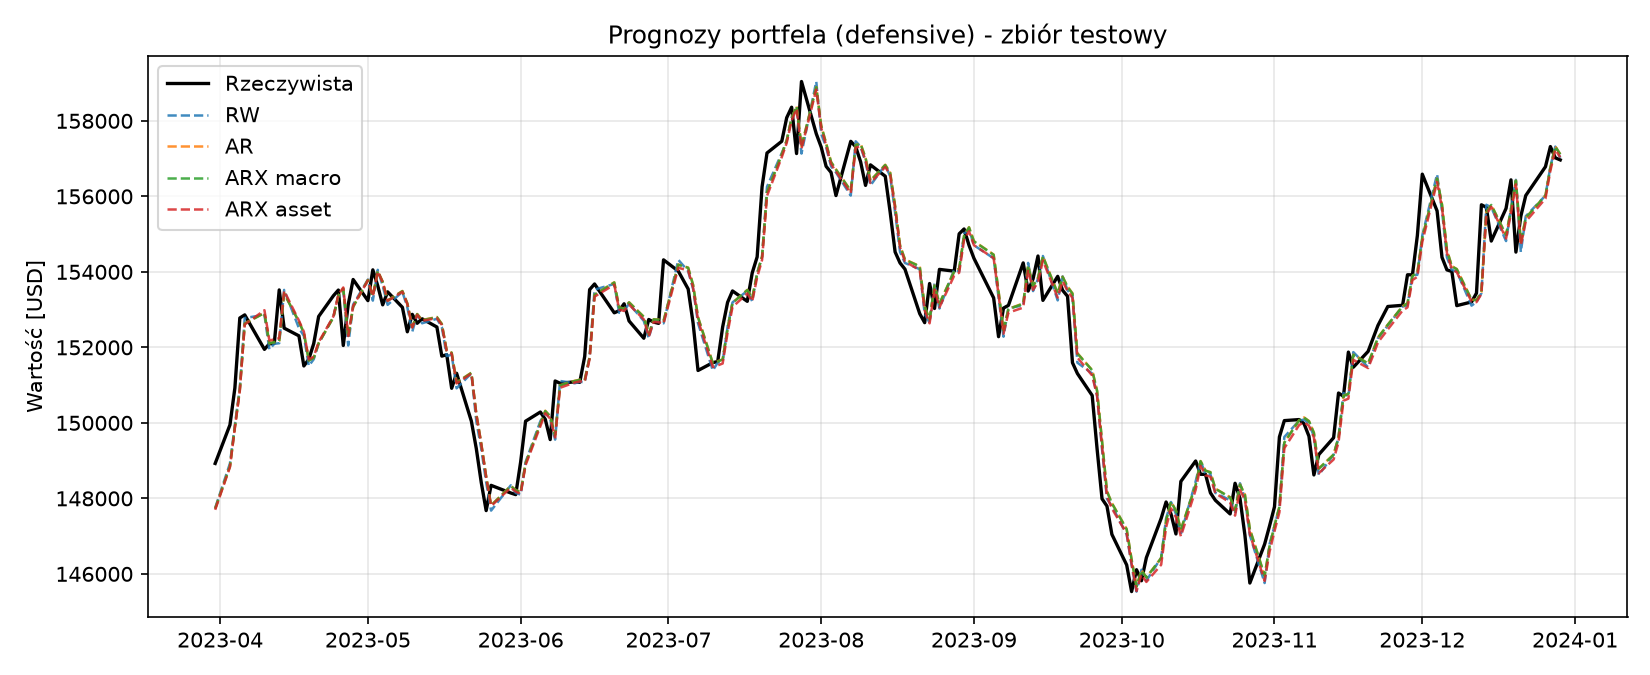 Prognozy portfela (defensive) - zbiór testowy
Rzeczywista
RW
AR
ARX macro
ARX asset
Wartość [USD]
158000
156000
154000
152000
150000
148000
146000
2023-04 2023-05 2023-06 2023-07 2023-08 2023-09 2023-10 2023-11 2023-12 2024-01